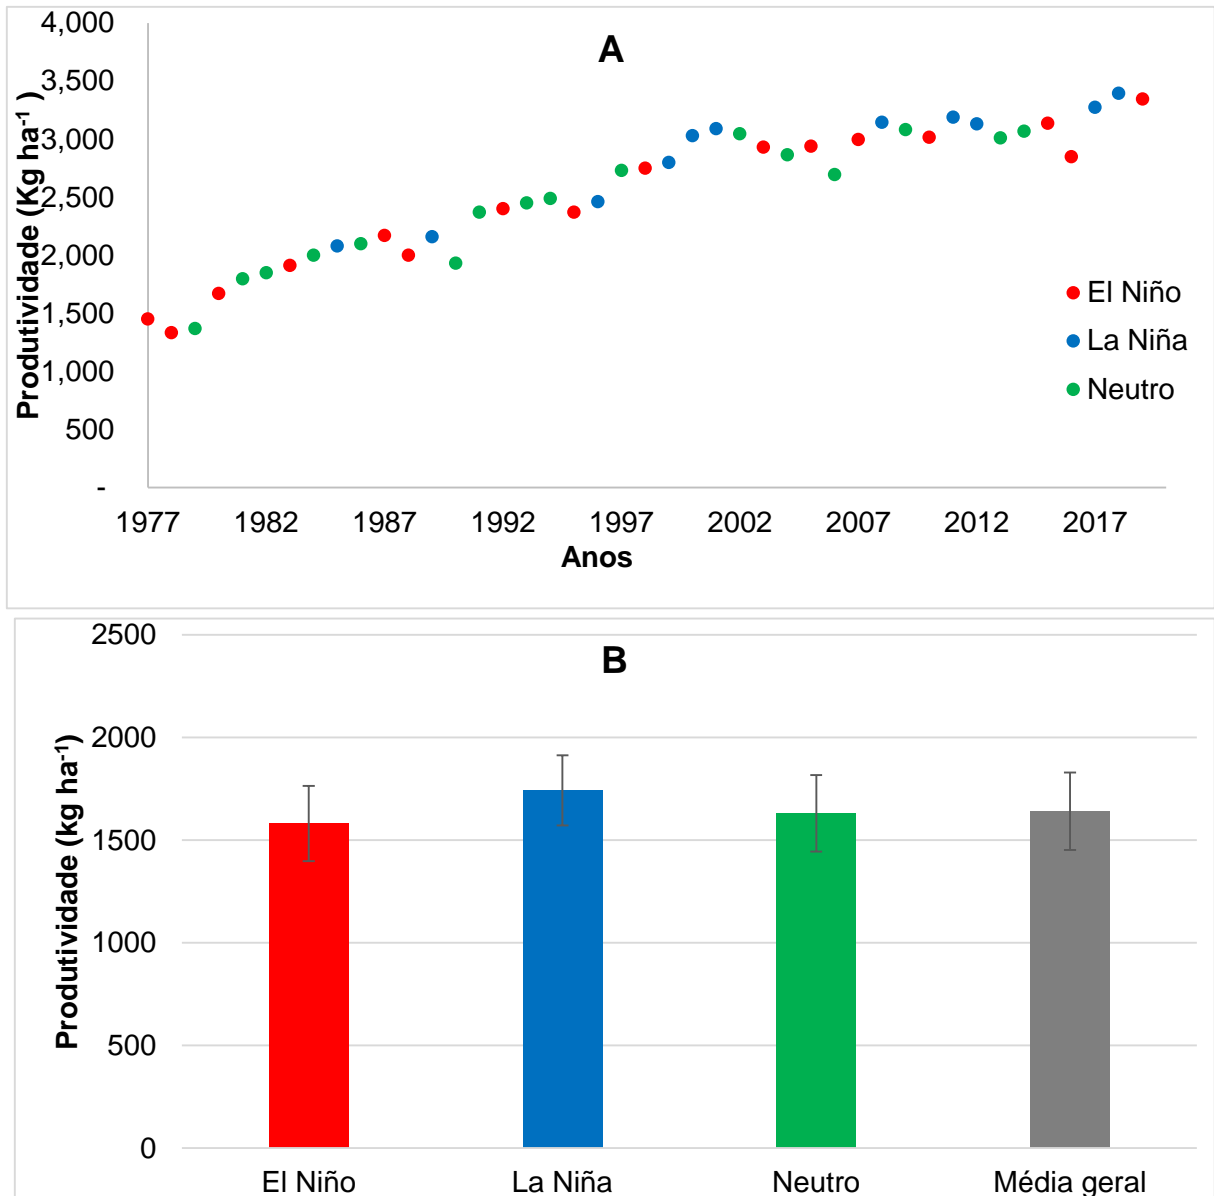 A
Produtividade (Kg ha⁻¹ )
4,000
3,500
3,000
2,500
2,000
1,500
1,000
500
-
El Niño
La Niña
Neutro
1977 1982 1987 1992 1997 2002 2007 2012 2017
Anos
B
Produtividade (kg ha⁻¹)
2500
2000
1500
1000
500
0
El Niño La Niña Neutro Média geral